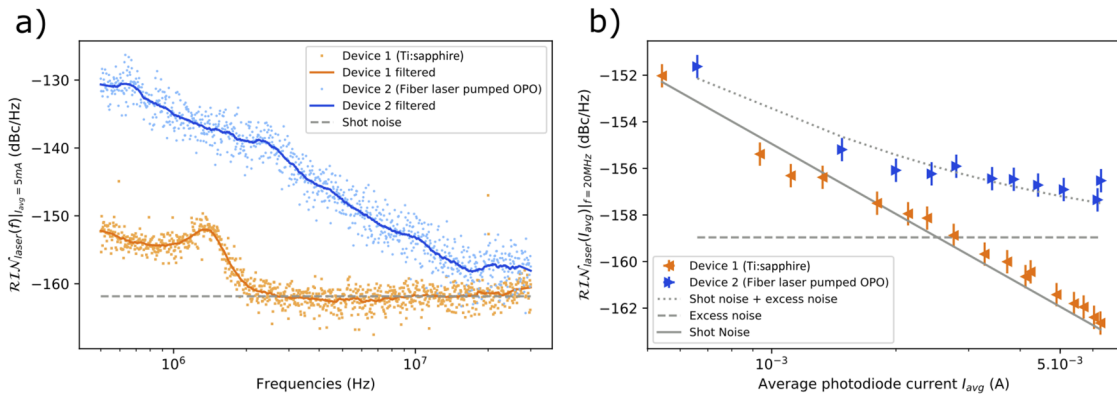 a)
b)
−130
−140
−150
−160
RIN_laser(f)|_I_avg = 5mA (dBc/Hz)
Device 1 (Ti:sapphire)
Device 1 filtered
Device 2 (Fiber laser pumped OPO)
Device 2 filtered
Shot noise
10^6
10^7
Frequencies (Hz)
−152
−154
−156
−158
−160
−162
RIN_laser(I_avg)|_f = 20MHz (dBc/Hz)
Device 1 (Ti:sapphire)
Device 2 (Fiber laser pumped OPO)
Shot noise + excess noise
Excess noise
Shot Noise
10^−3
5.10^−3
Average photodiode current I_avg (A)